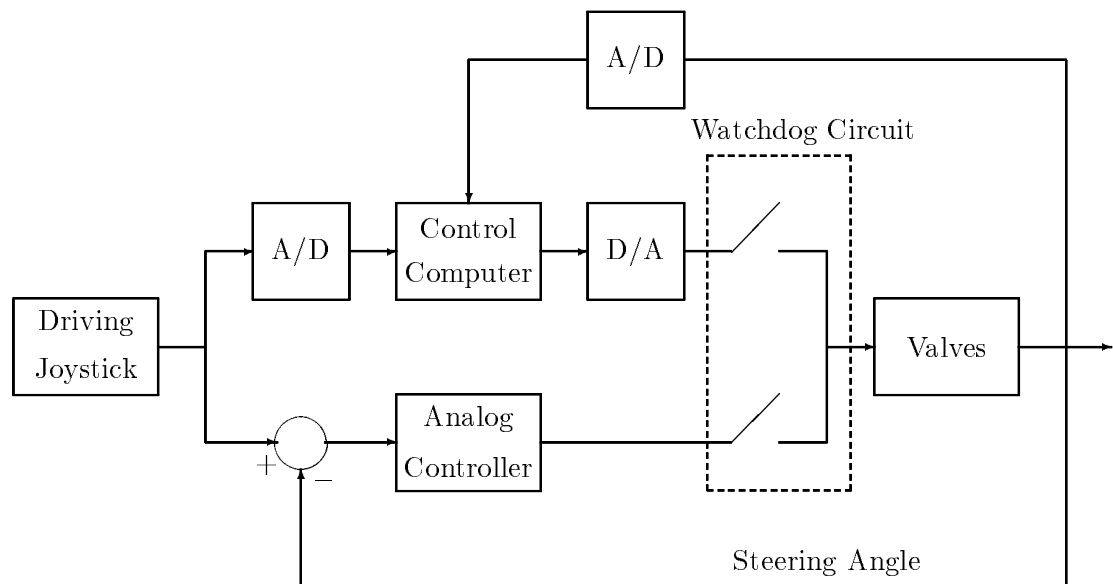 A/D
Watchdog Circuit
A/D
Control
Computer
D/A
Driving
Joystick
Valves
Analog
Controller
+
−
Steering Angle